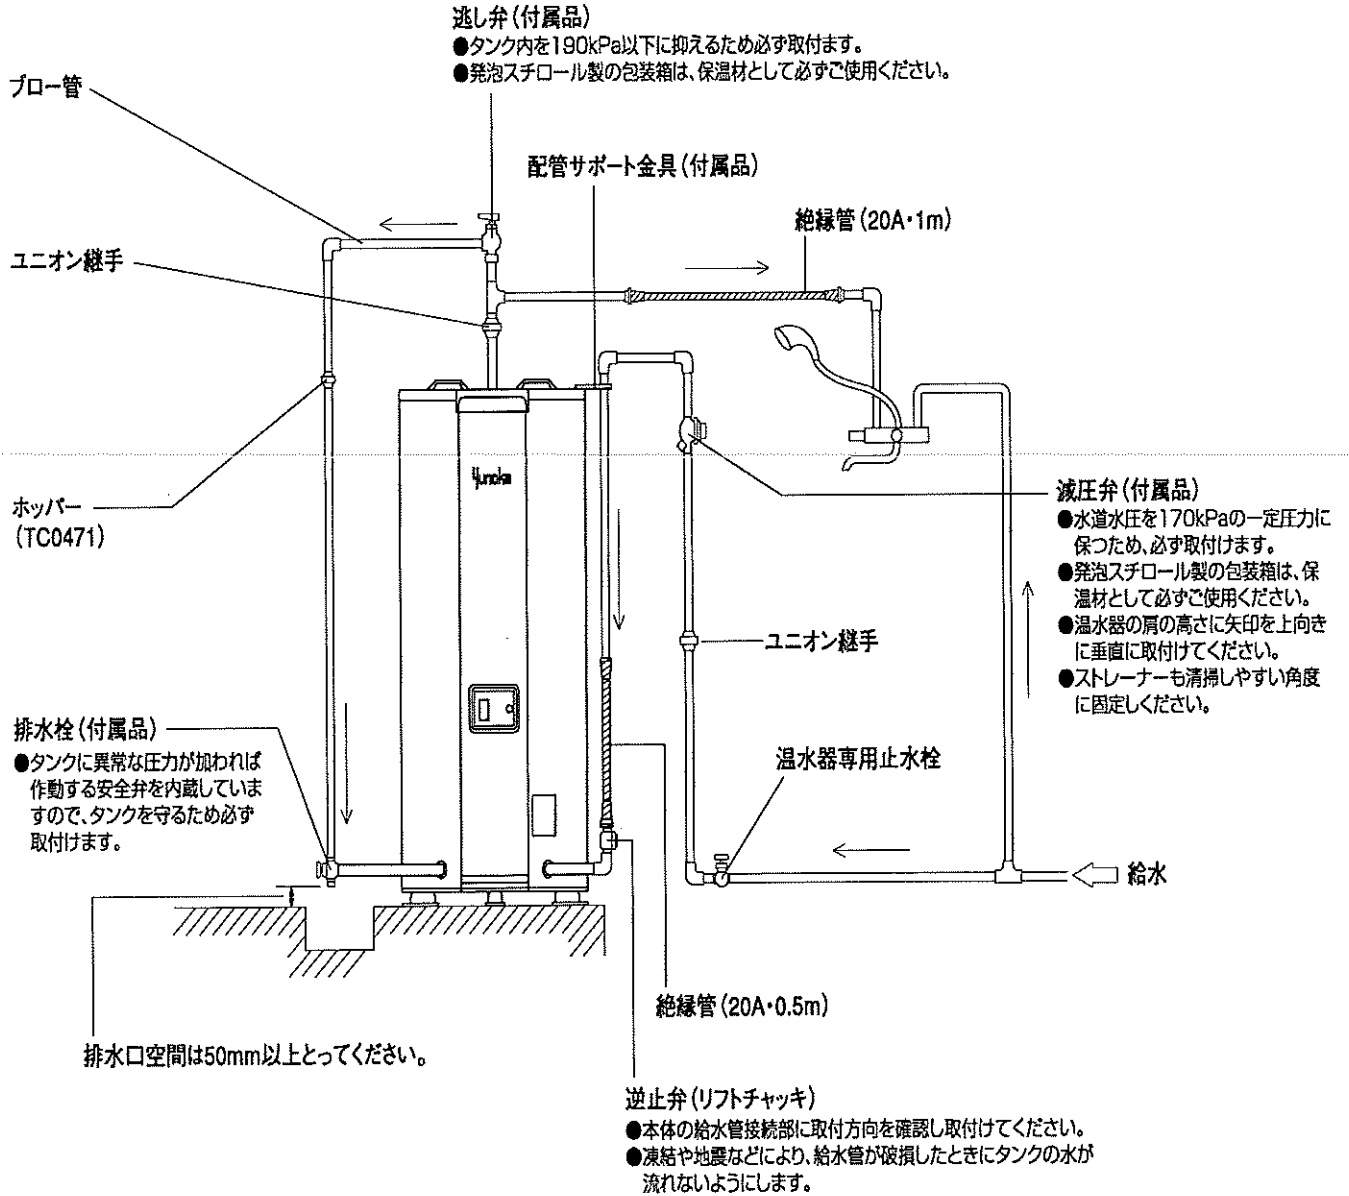 逃し弁(付属品)
●タンク内を190kPa以下に抑えるため必ず取付ます。
●発泡スチロール製の包装箱は、保温材として必ずご使用ください。
ブロー管
配管サポート金具(付属品)
絶縁管(20A・1m)
ユニオン継手
Yunoka
ホッパー
(TC0471)
減圧弁(付属品)
●水道水圧を170kPaの一定圧力に
保つため、必ず取付けます。
●発泡スチロール製の包装箱は、保
温材として必ずご使用ください。
●温水器の肩の高さに矢印を上向き
に垂直に取付けてください。
●ストレーナーも清掃しやすい角度
に固定しください。
ユニオン継手
排水栓(付属品)
●タンクに異常な圧力が加われば
作動する安全弁を内蔵していま
すので、タンクを守るため必ず
取付けます。
温水器専用止水栓
給水
絶縁管(20A・0.5m)
排水口空間は50mm以上とってください。
逆止弁(リフトチャッキ)
●本体の給水管接続部に取付方向を確認し取付けてください。
●凍結や地震などにより、給水管が破損したときにタンクの水が
流れないようにします。